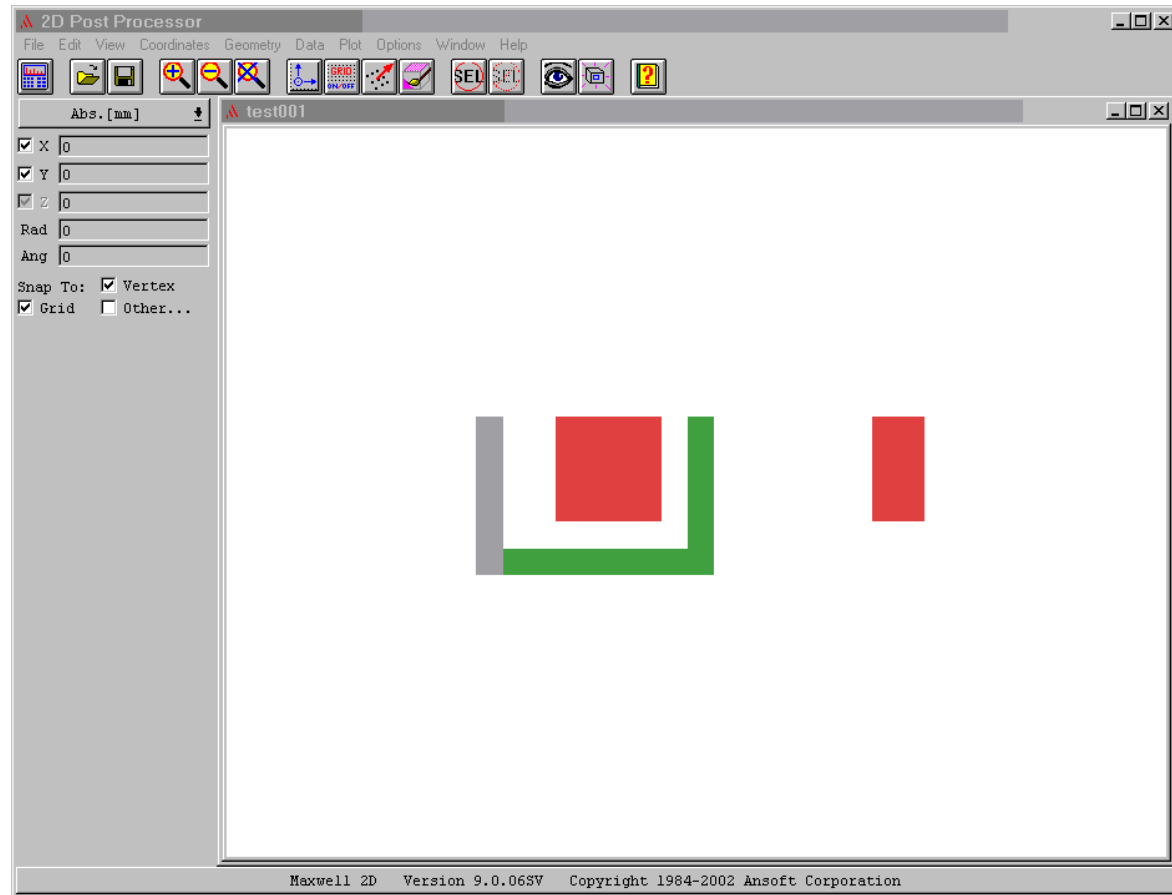 2D Post Processor
File Edit View Coordinates Geometry Data Plot Options Window Help
GRID ON/OFF SEL SEL ?
Abs.[mm]
test001
X 0
Y 0
Z 0
Rad 0
Ang 0
Snap To: Vertex
Grid Other...
Maxwell 2D Version 9.0.06SV Copyright 1984-2002 Ansoft Corporation